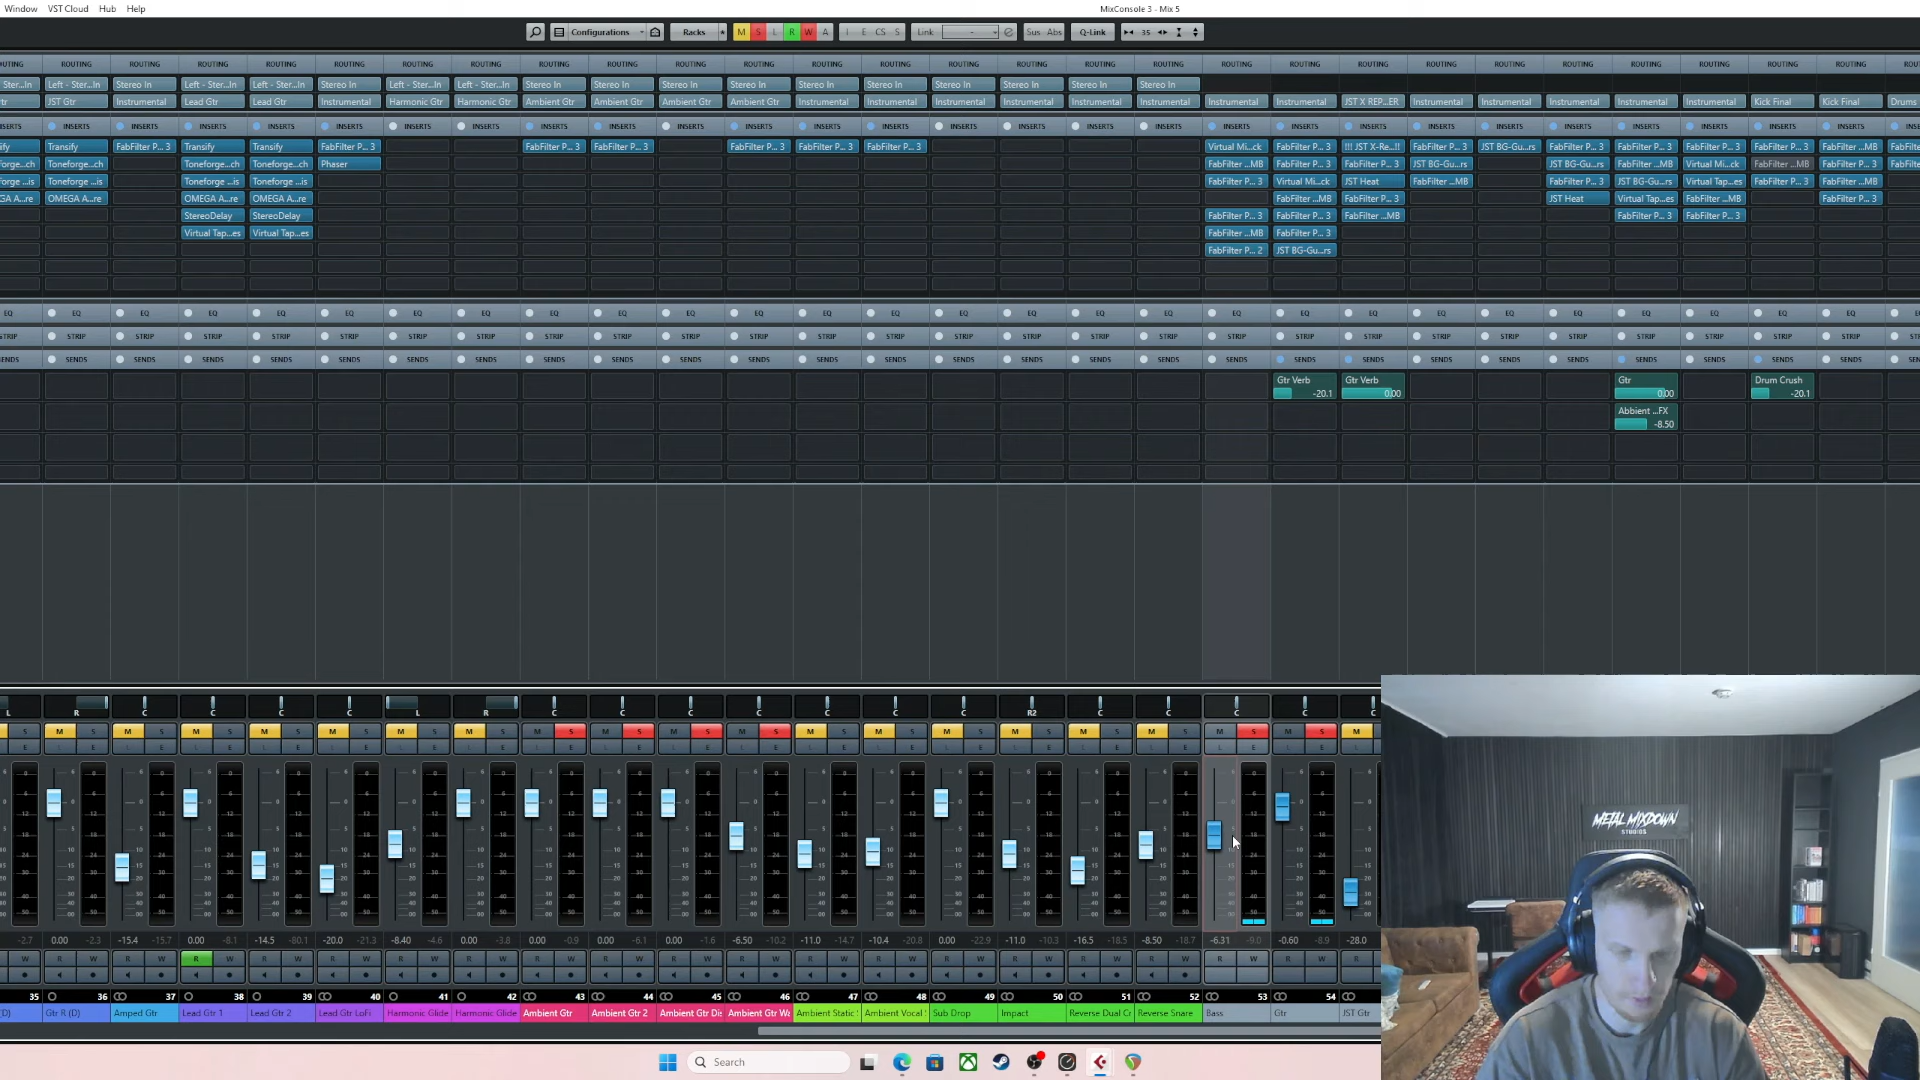 Window VST Cloud Hub Help MixConsole 3 - Mix 5
Configurations Racks M S L R W A I E CS S Link - Sus Abs Q-Link 35
ROUTING ROUTING ROUTING ROUTING ROUTING ROUTING ROUTING ROUTING ROUTING ROUTING ROUTING ROUTING ROUTING ROUTING ROUTING ROUTING ROUTING ROUTING ROUTING ROUTING ROUTING ROUTING ROUTING ROUTING ROUTING ROUTING ROUTING
Left - Ster...In Stereo In Left - Ster...In Left - Ster...In Stereo In Left - Ster...In Left - Ster...In Stereo In Stereo In Stereo In Stereo In Stereo In Stereo In Stereo In Stereo In Stereo In Stereo In
JST Gtr Instrumental Lead Gtr Lead Gtr Instrumental Harmonic Gtr Harmonic Gtr Ambient Gtr Ambient Gtr Ambient Gtr Ambient Gtr Instrumental Instrumental Instrumental Instrumental Instrumental Instrumental Instrumental Instrumental JST X REP...ER Instrumental Instrumental Instrumental Instrumental Instrumental Kick Final Kick Final Drums
INSERTS INSERTS INSERTS INSERTS INSERTS INSERTS INSERTS INSERTS INSERTS INSERTS INSERTS INSERTS INSERTS INSERTS INSERTS INSERTS INSERTS INSERTS INSERTS INSERTS INSERTS INSERTS INSERTS INSERTS INSERTS INSERTS INSERTS
Transify FabFilter P... 3 Transify Transify FabFilter P... 3 FabFilter P... 3 FabFilter P... 3 FabFilter P... 3 FabFilter P... 3 FabFilter P... 3 Virtual Mi...ck FabFilter P... 3 !!! JST X-Re...!! FabFilter P... 3 JST BG-Gu...rs FabFilter P... 3 FabFilter P... 3 FabFilter P... 3 FabFilter ...MB FabFilter ...MB
Toneforge...ch Toneforge...ch Toneforge...ch Phaser FabFilter ...MB FabFilter P... 3 FabFilter P... 3 JST BG-Gu...rs JST BG-Gu...rs FabFilter ...MB Virtual Mi...ck FabFilter ...MB FabFilter P... 3
Toneforge ...is Toneforge ...is Toneforge ...is FabFilter P... 3 Virtual Mi...ck JST Heat FabFilter ...MB FabFilter P... 3 JST BG-Gu...rs Virtual Tap...es FabFilter P... 3 FabFilter ...MB
OMEGA A...re OMEGA A...re OMEGA A...re FabFilter ...MB FabFilter P... 3 JST Heat Virtual Tap...es FabFilter ...MB FabFilter P... 3
StereoDelay StereoDelay FabFilter P... 3 FabFilter P... 3 FabFilter ...MB FabFilter P... 3 FabFilter P... 3
Virtual Tap...es Virtual Tap...es FabFilter ...MB FabFilter P... 3
FabFilter P... 2 JST BG-Gu...rs
EQ EQ EQ EQ EQ EQ EQ EQ EQ EQ EQ EQ EQ EQ EQ EQ EQ EQ EQ EQ EQ EQ EQ EQ EQ EQ EQ EQ
STRIP STRIP STRIP STRIP STRIP STRIP STRIP STRIP STRIP STRIP STRIP STRIP STRIP STRIP STRIP STRIP STRIP STRIP STRIP STRIP STRIP STRIP STRIP STRIP STRIP STRIP STRIP
SENDS SENDS SENDS SENDS SENDS SENDS SENDS SENDS SENDS SENDS SENDS SENDS SENDS SENDS SENDS SENDS SENDS SENDS SENDS SENDS SENDS SENDS SENDS SENDS SENDS SENDS SENDS
Gtr Verb Gtr Verb Gtr Drum Crush
-20.1 0.00 0.00 -20.1
Abbient ...FX
-8.50
L R C C C C L R C C C C C C C R2 C C C C C
METAL MIXDOWN
STUDIOS
-2.7 0.00 -2.3 -15.4 -15.7 0.00 -8.1 -14.5 -80.1 -20.0 -21.3 -8.40 -4.6 0.00 -3.8 0.00 -0.9 0.00 -6.1 0.00 -1.6 -6.50 -10.2 -11.0 -14.7 -10.4 -20.8 0.00 -22.9 -11.0 -10.3 -16.5 -18.5 -8.50 -18.7 -6.31 -9.0 -0.60 -8.9 -28.0
35 36 37 38 39 40 41 42 43 44 45 46 47 48 49 50 51 52 53 54
Gtr R (D) Amped Gtr Lead Gtr 1 Lead Gtr 2 Lead Gtr LoFi Harmonic Glide Harmonic Glide Ambient Gtr Ambient Gtr 2 Ambient Gtr Di Ambient Gtr Wa Ambient Static Ambient Vocal Sub Drop Impact Reverse Dual Cr Reverse Snare Bass Gtr JST Gtr
Search